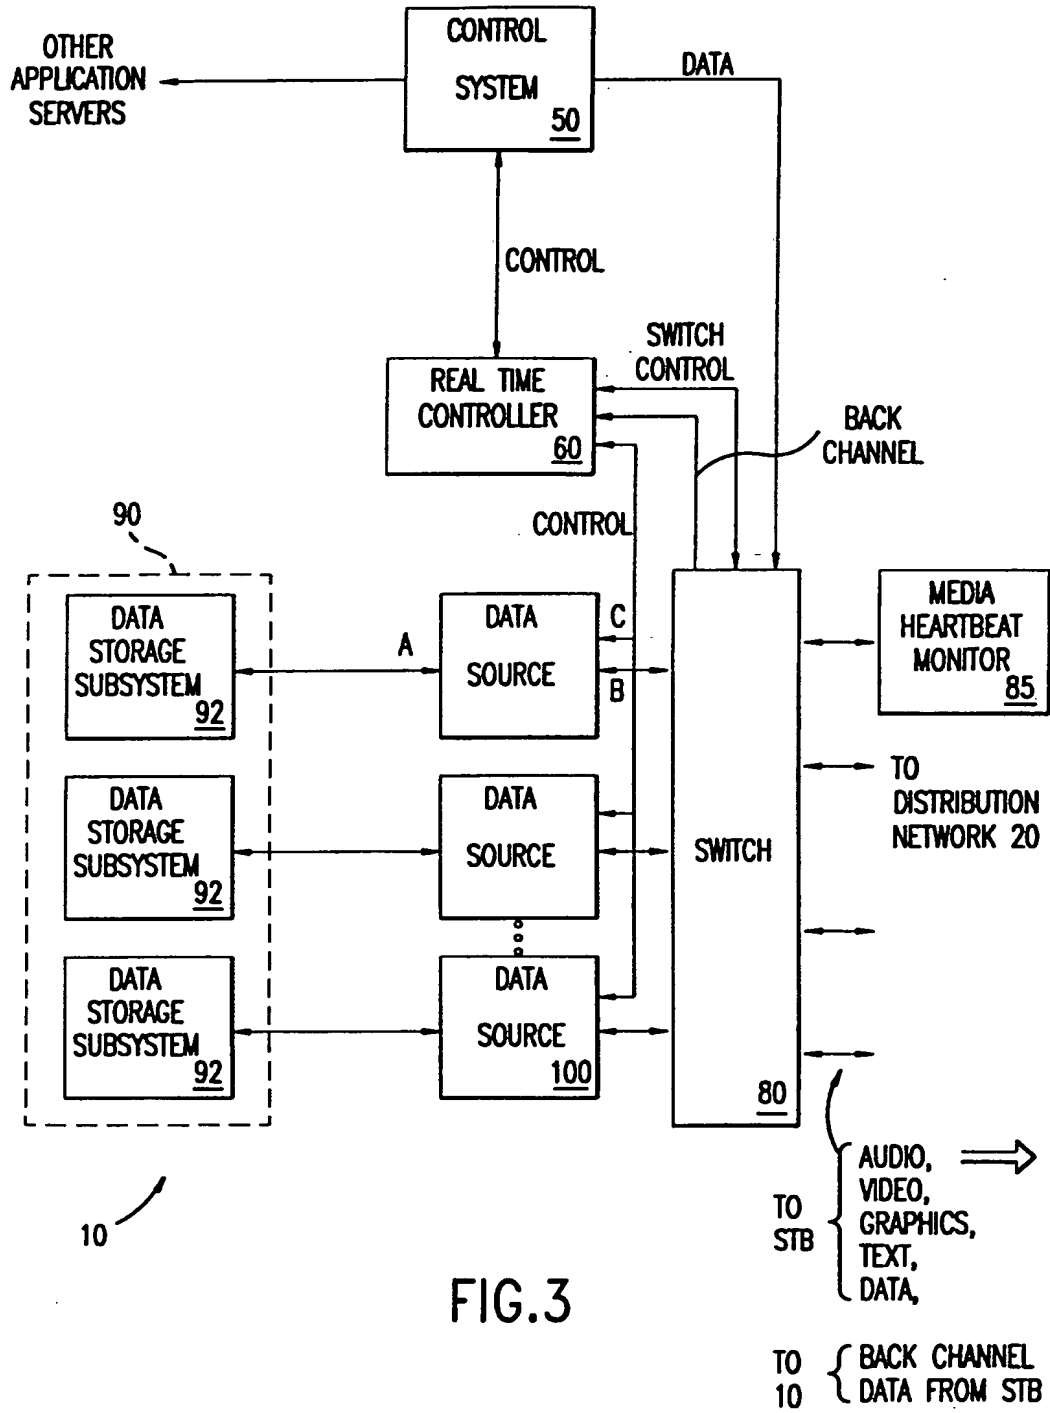 OTHER
APPLICATION
SERVERS
CONTROL
SYSTEM
50
DATA
CONTROL
SWITCH
CONTROL
REAL TIME
CONTROLLER
60
BACK
CHANNEL
CONTROL
90
DATA
STORAGE
SUBSYSTEM
92
A
DATA
SOURCE
C
B
MEDIA
HEARTBEAT
MONITOR
85
DATA
STORAGE
SUBSYSTEM
92
DATA
SOURCE
SWITCH
80
TO
DISTRIBUTION
NETWORK 20
DATA
STORAGE
SUBSYSTEM
92
DATA
SOURCE
100
10
TO
STB
AUDIO,
VIDEO,
GRAPHICS,
TEXT,
DATA,
FIG.3
TO
10
BACK CHANNEL
DATA FROM STB